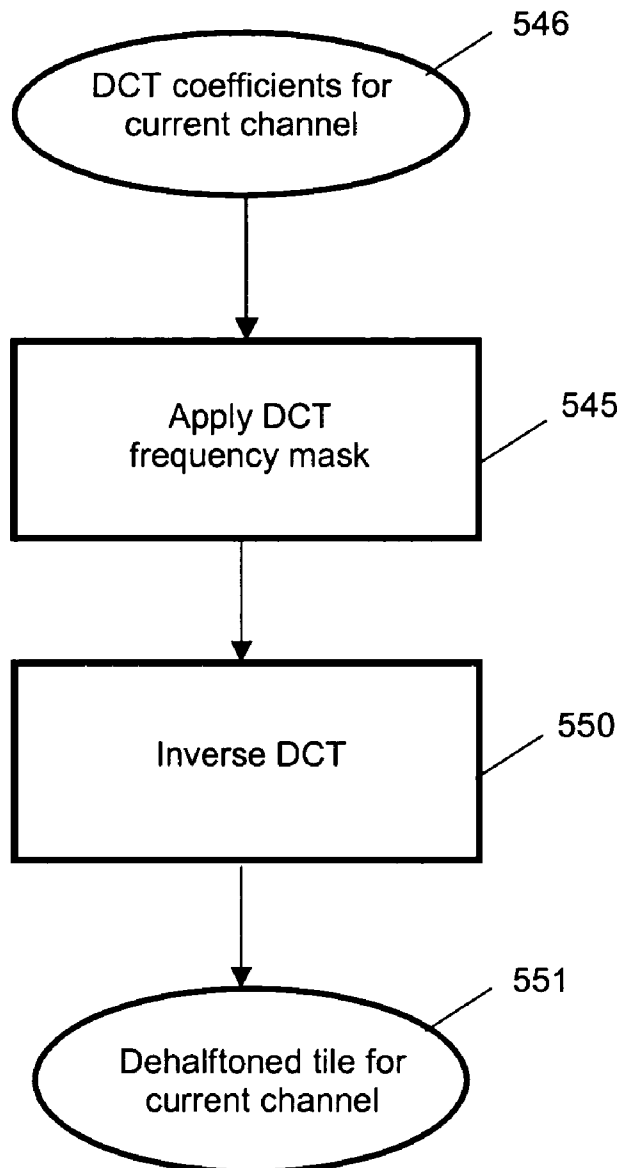 546
DCT coefficients for
current channel
Apply DCT
frequency mask
545
Inverse DCT
550
551
Dehalftoned tile for
current channel